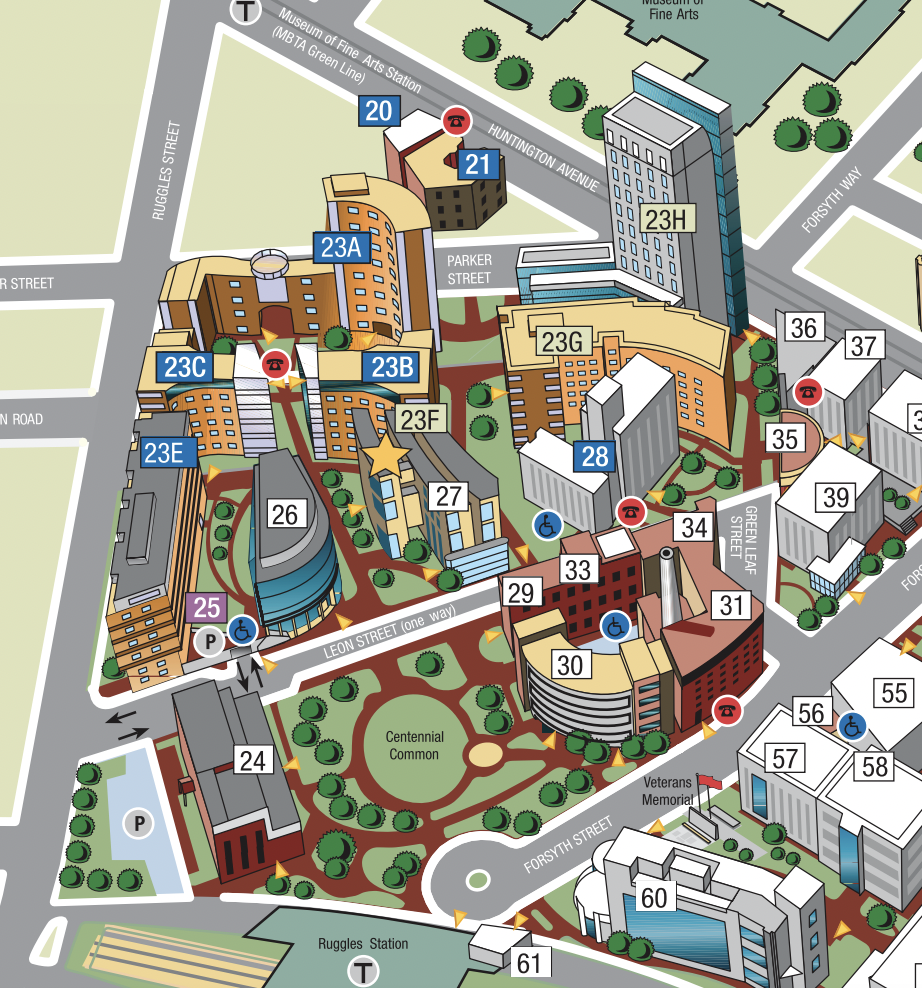 T
Museum of
Fine Arts
Museum of Fine Arts Station
(MBTA Green Line)
20
HUNTINGTON AVENUE
21
RUGGLES STREET
FORSYTH WAY
23H
23A
PARKER
STREET
STREET
36
37
23G
23C
23B
ROAD
23F
35
23E
28
27
39
26
34
GREEN LEAF
STREET
33
29
31
25
P
LEON STREET (one way)
30
55
56
57
58
24
Centennial
Common
Veterans
Memorial
P
FORSYTH STREET
60
Ruggles Station
T
61